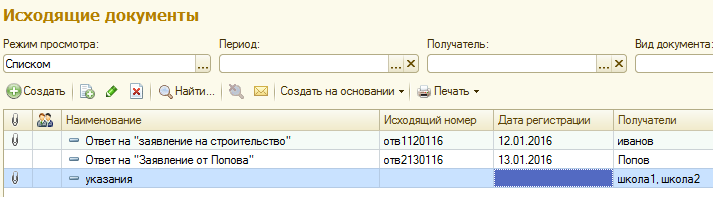 Исходящие документы
Режим просмотра: Период: Получатель: Вид документа:
Списком ... ... × ... ×
Создать Найти... Создать на основании Печать
Наименование Исходящий номер Дата регистрации Получатели
Ответ на "заявление на строительство" отв1120116 12.01.2016 иванов
Ответ на "Заявление от Попова" отв2130116 13.01.2016 Попов
указания школа1, школа2